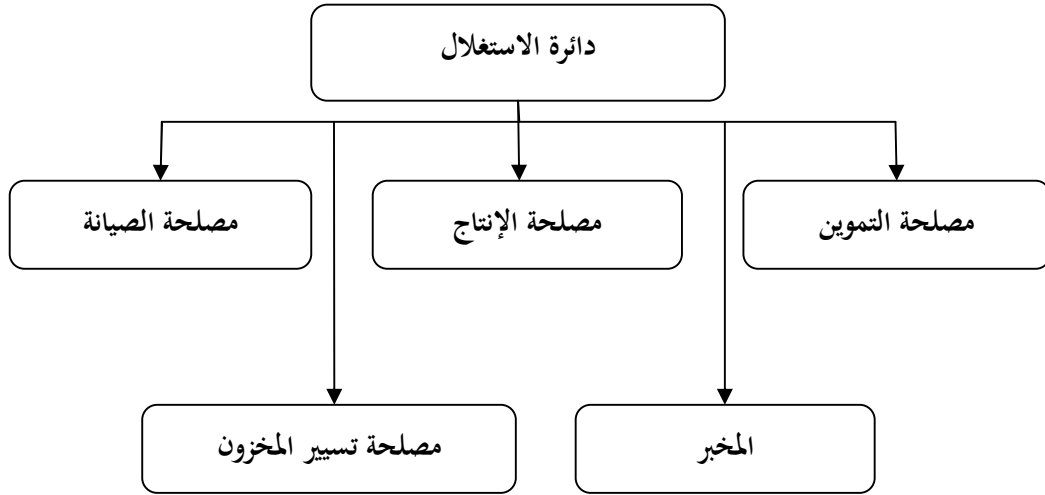 دائرة الاستغلال
مصلحة التموين
مصلحة الإنتاج
مصلحة الصيانة
المخبر
مصلحة تسيير المخزون